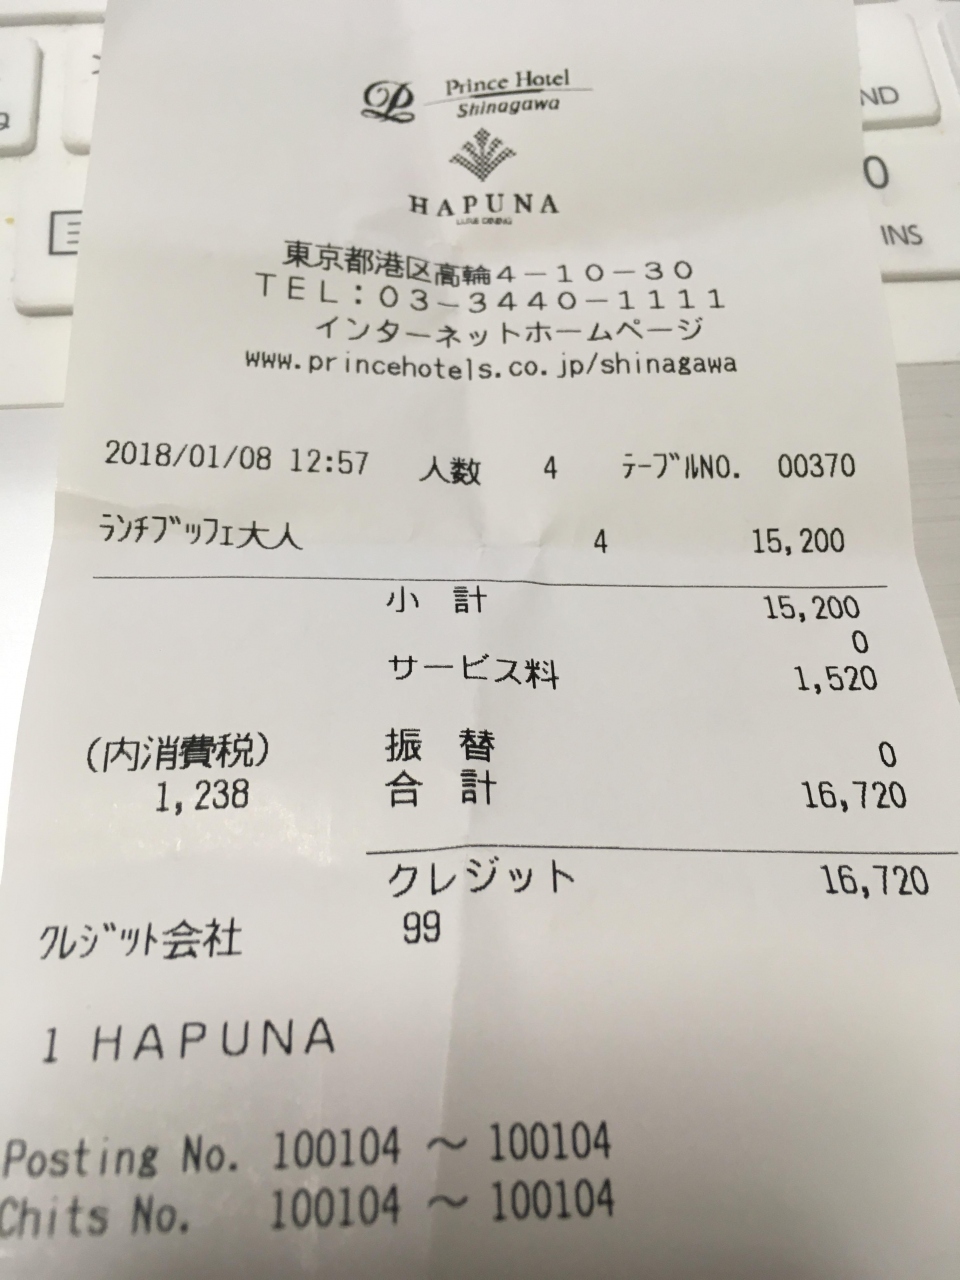 Prince Hotel
Shinagawa
HAPUNA
LUXE DINING
東京都港区高輪4-10-30
TEL:03-3440-1111
インターネットホームページ
www.princehotels.co.jp/shinagawa
2018/01/08 12:57 人数 4 ﾃｰﾌﾞﾙNO. 00370
ﾗﾝﾁﾌﾞｯﾌｪ大人 4 15,200
小 計 15,200
0
サービス料 1,520
(内消費税) 振 替 0
1,238 合 計 16,720
クレジット 16,720
ｸﾚｼﾞｯﾄ会社 99
1 HAPUNA
Posting No. 100104 ～ 100104
Chits No. 100104 ～ 100104
ND
0
INS